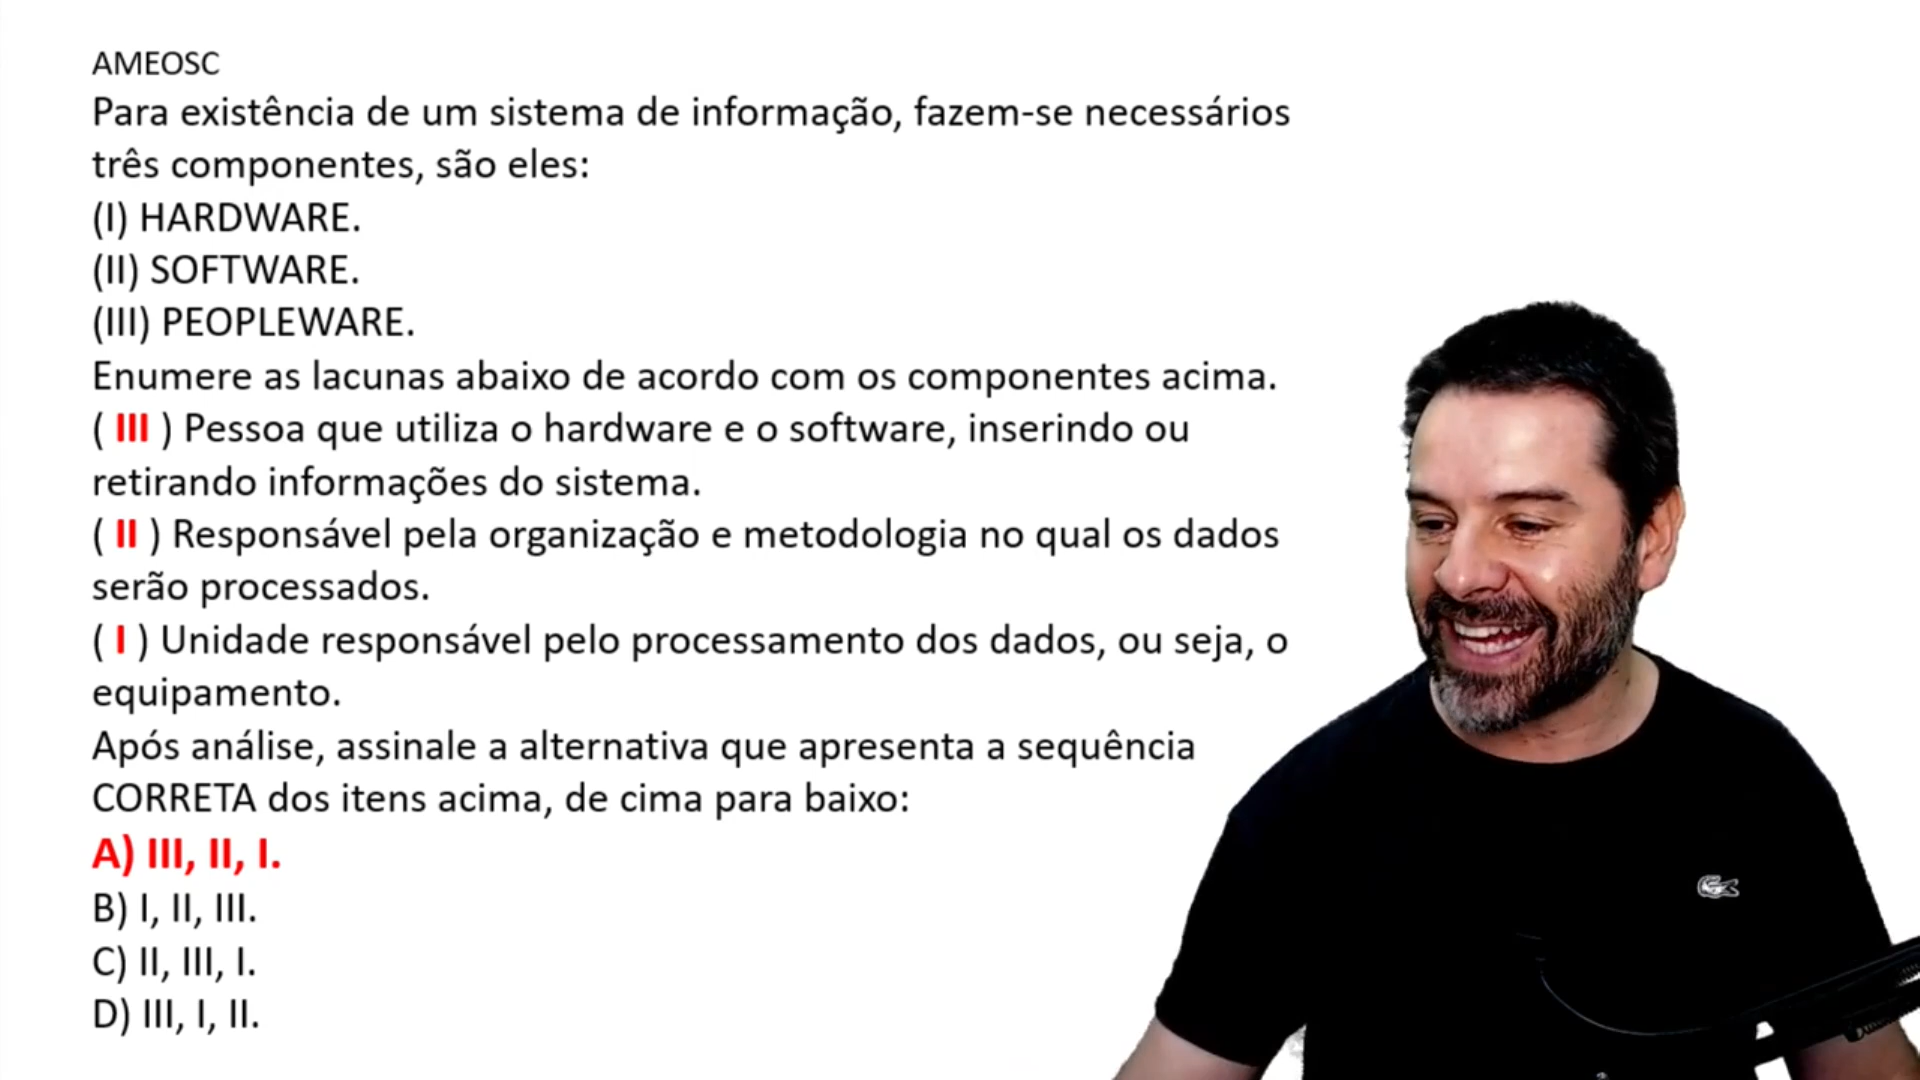 AMEOSC
Para existência de um sistema de informação, fazem-se necessários
três componentes, são eles:
(I) HARDWARE.
(II) SOFTWARE.
(III) PEOPLEWARE.
Enumere as lacunas abaixo de acordo com os componentes acima.
( III ) Pessoa que utiliza o hardware e o software, inserindo ou
retirando informações do sistema.
( II ) Responsável pela organização e metodologia no qual os dados
serão processados.
( I ) Unidade responsável pelo processamento dos dados, ou seja, o
equipamento.
Após análise, assinale a alternativa que apresenta a sequência
CORRETA dos itens acima, de cima para baixo:
A) III, II, I.
B) I, II, III.
C) II, III, I.
D) III, I, II.